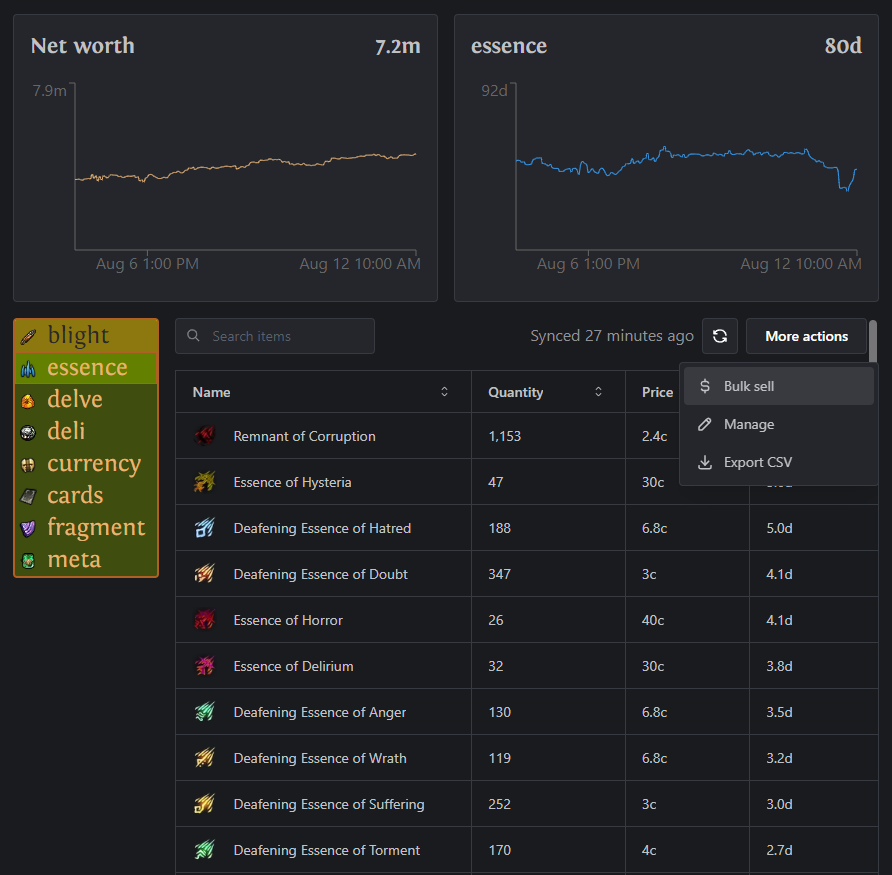 Net worth 7.2m
7.9m
Aug 6 1:00 PM Aug 12 10:00 AM
essence 80d
92d
Aug 6 1:00 PM Aug 12 10:00 AM
blight
essence
delve
deli
currency
cards
fragment
meta
Search items Synced 27 minutes ago More actions
Bulk sell
Manage
Export CSV
Name Quantity Price
Remnant of Corruption 1,153 2.4c
Essence of Hysteria 47 30c
Deafening Essence of Hatred 188 6.8c 5.0d
Deafening Essence of Doubt 347 3c 4.1d
Essence of Horror 26 40c 4.1d
Essence of Delirium 32 30c 3.8d
Deafening Essence of Anger 130 6.8c 3.5d
Deafening Essence of Wrath 119 6.8c 3.2d
Deafening Essence of Suffering 252 3c 3.0d
Deafening Essence of Torment 170 4c 2.7d